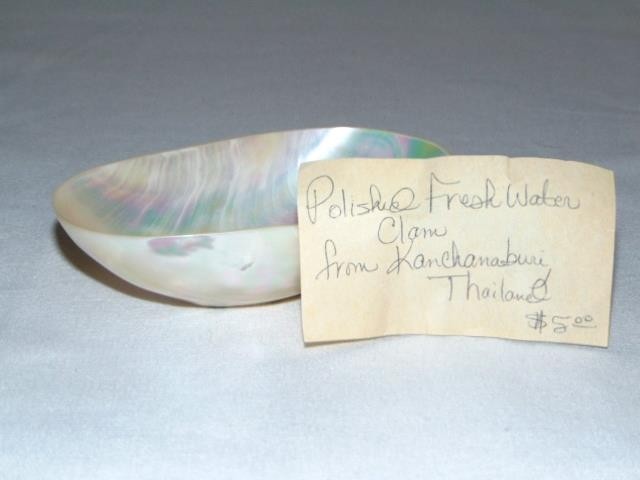 Polished Fresh Water
Clam
from Kanchanaburi,
Thailand
$5.00